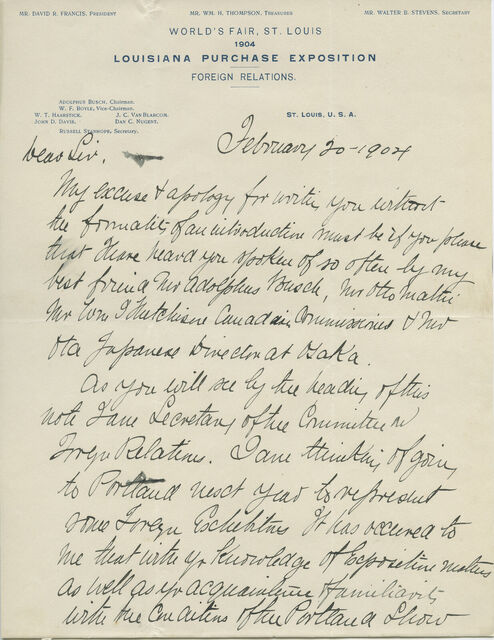 MR. DAVID R. FRANCIS, PRESIDENT MR. WM. H. THOMPSON, TREASURER MR. WALTER B. STEVENS, SECRETARY
WORLD'S FAIR, ST. LOUIS
1904
LOUISIANA PURCHASE EXPOSITION
FOREIGN RELATIONS.
ADOLPHUS BUSCH, Chairman.
W. F. BOYLE, Vice-Chairman.
W. T. HAARSTICK. J. C. VAN BLARCOM.
JOHN D. DAVIS. DAN C. NUGENT.
RUSSELL STANHOPE, Secretary.
ST. LOUIS, U. S. A.
February 20-1904
Dear Sir,
My excuse & apology for writing you without
the formality of an introduction must be if you please
that I have heard you spoken of so often by my
best friend Mr Adolphus Busch, Mr Otto
Mr Wm I Hutchison Canadian Commissioner & Mr
Ota Japanese Director at Osaka.
As you will see by the heading of this
note I am Secretary of the Committee on
Foregn Relations. I am thinking of going
to Portland next year to represent
some Foregn Exhibitors It has occured to
me that with yr knowledge of Exposition matters
as well as yr acquaintance & familiarity
with the conditions of the Portland Show